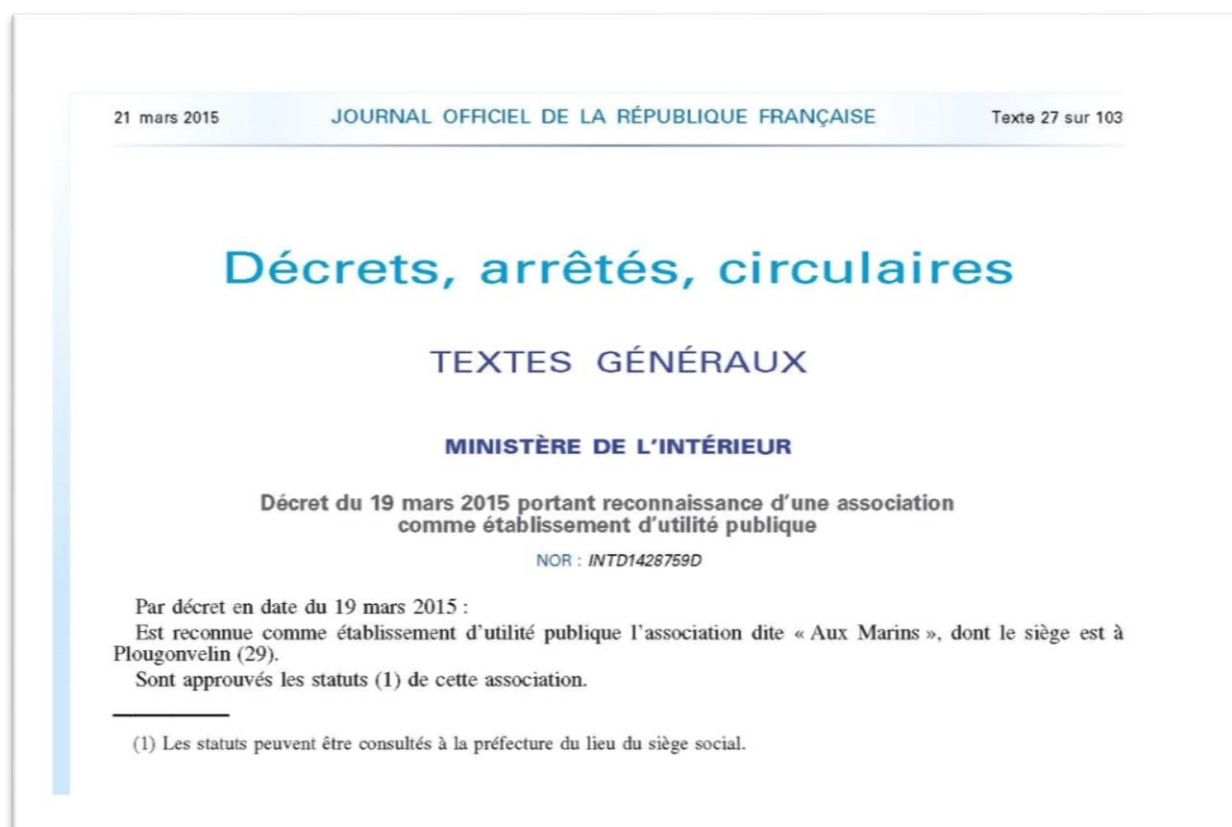 21 mars 2015 JOURNAL OFFICIEL DE LA RÉPUBLIQUE FRANÇAISE Texte 27 sur 103
Décrets, arrêtés, circulaires
TEXTES GÉNÉRAUX
MINISTÈRE DE L'INTÉRIEUR
Décret du 19 mars 2015 portant reconnaissance d'une association
comme établissement d'utilité publique
NOR : INTD1428759D
Par décret en date du 19 mars 2015 :
Est reconnue comme établissement d'utilité publique l'association dite « Aux Marins », dont le siège est à
Plougonvelin (29).
Sont approuvés les statuts (1) de cette association.
(1) Les statuts peuvent être consultés à la préfecture du lieu du siège social.